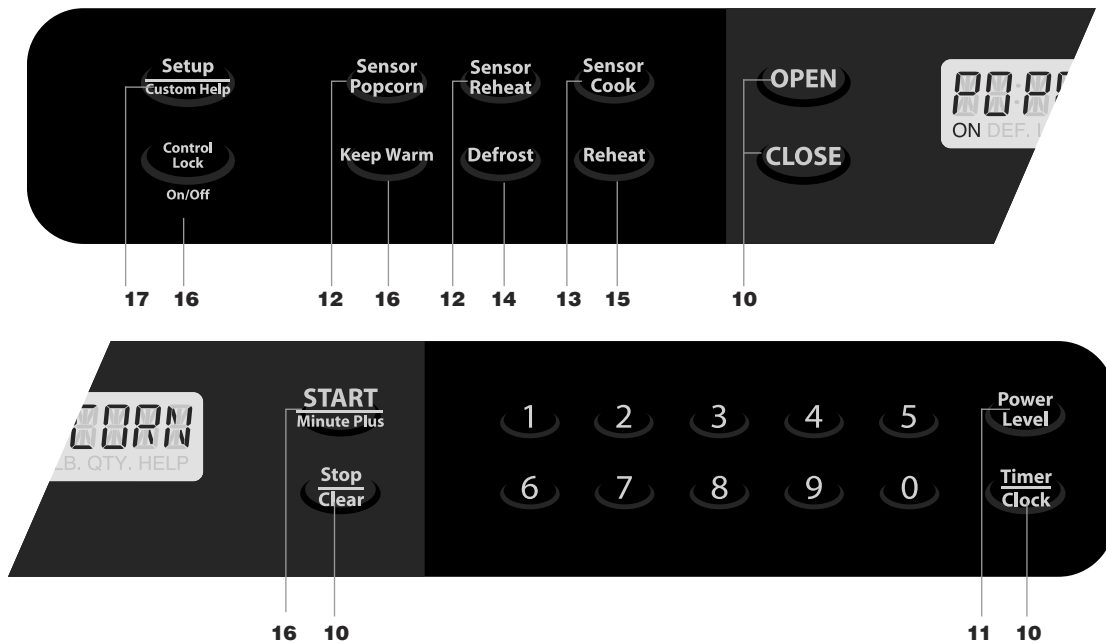 Setup
Custom Help
Sensor
Popcorn
Sensor
Reheat
Sensor
Cook
OPEN
POP
ON DEF.
Control
Lock
On/Off
Keep Warm
Defrost
Reheat
CLOSE
17 16 12 16 12 14 13 15 10
CORN
LB. QTY. HELP
START
Minute Plus
1 2 3 4 5
Power
Level
Stop
Clear
6 7 8 9 0
Timer
Clock
16 10 11 10